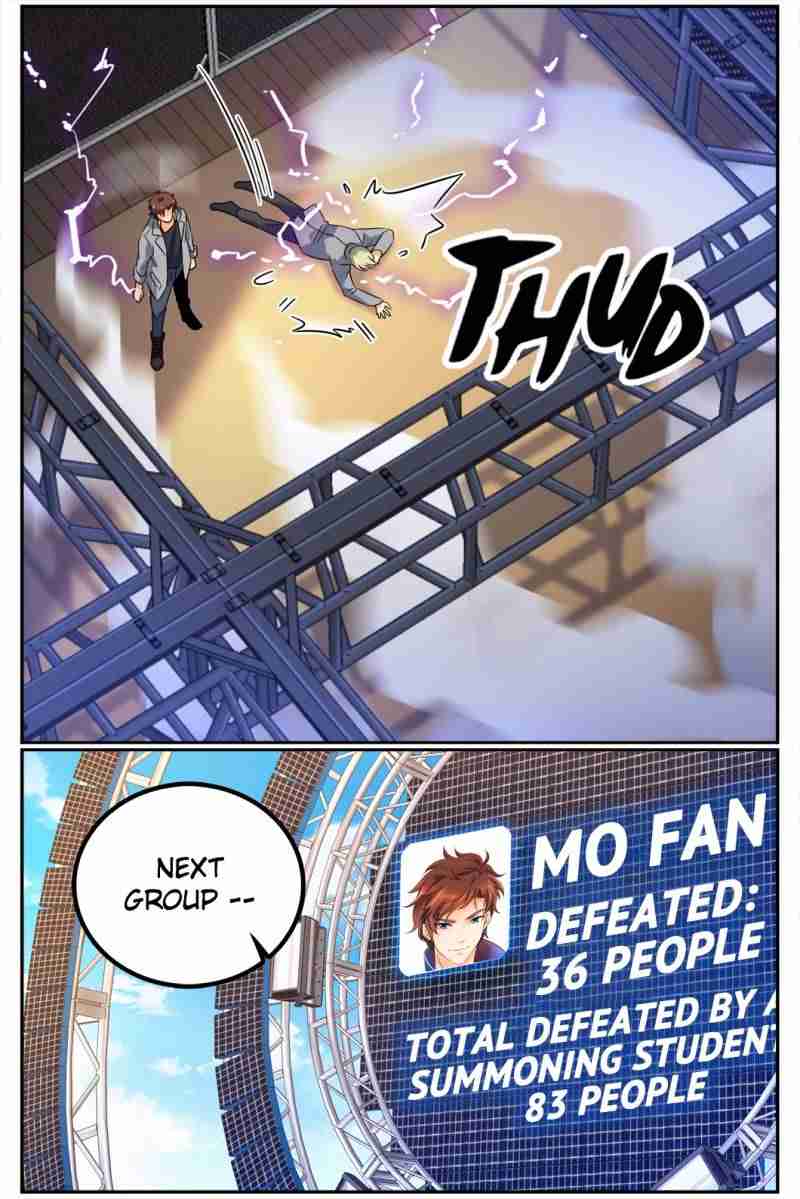 THUD
NEXT
GROUP --
MO FAN
DEFEATED:
36 PEOPLE
TOTAL DEFEATED BY A
SUMMONING STUDENT
83 PEOPLE